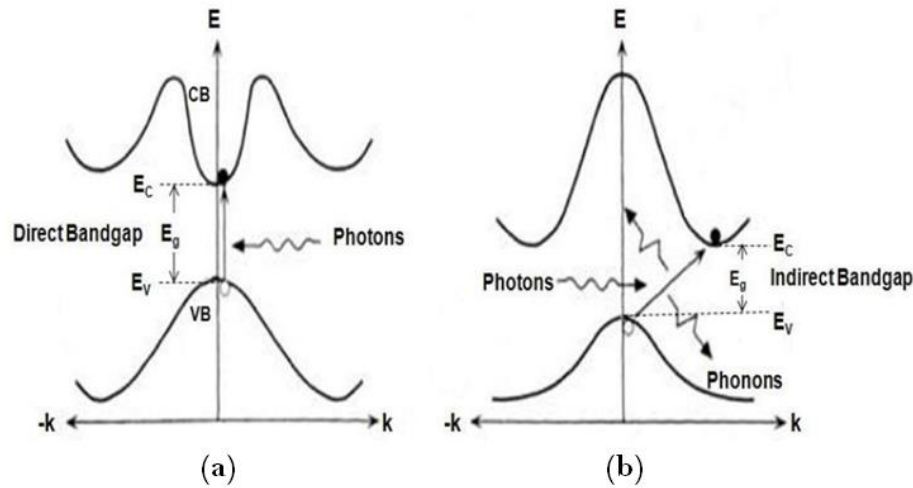 E
CB
E_C
Direct Bandgap E_g
Photons
E_V
VB
-k
k
(a)
E
E_C
Photons
E_g Indirect Bandgap
E_V
Phonons
-k
k
(b)